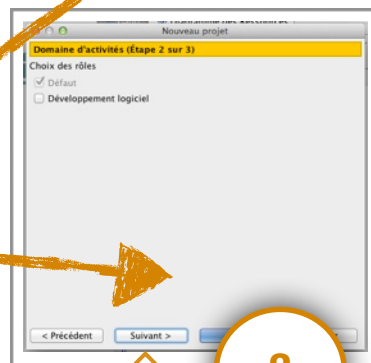 Nouveau projet
Domaine d'activités (Étape 2 sur 3)
Choix des rôles
Défaut
Développement logiciel
< Précédent
Suivant >